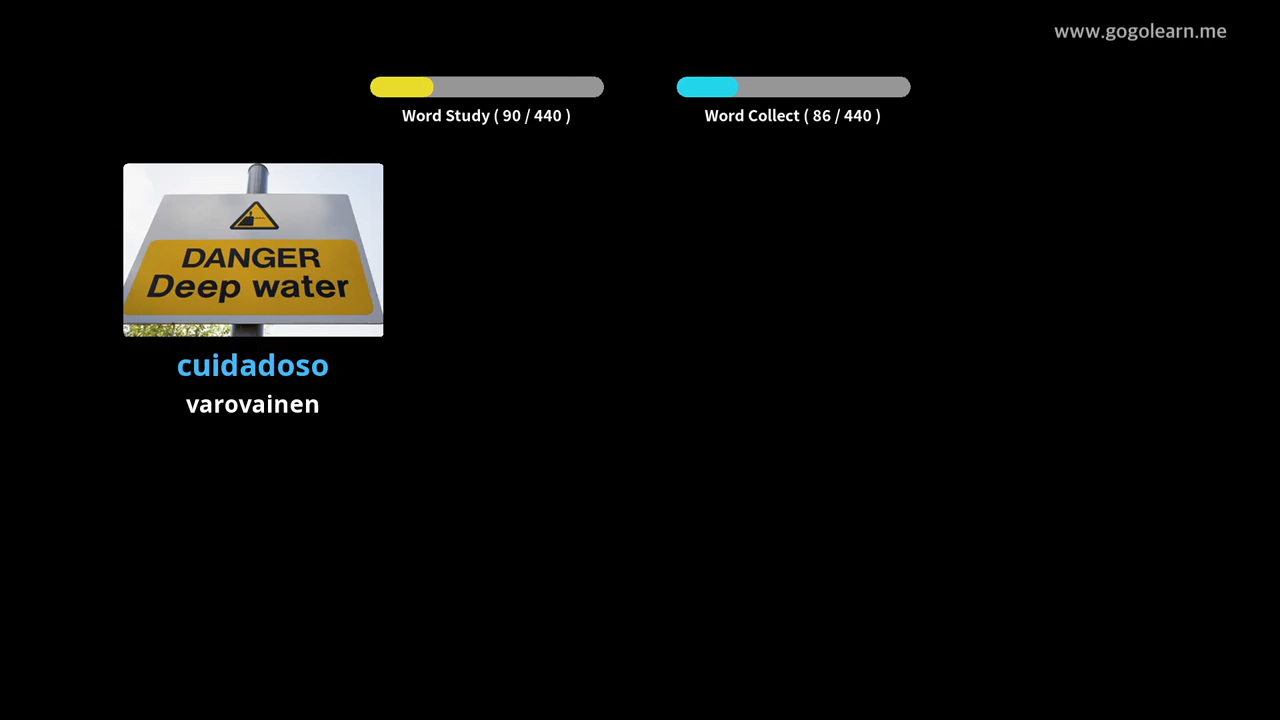 www.gogolearn.me
Word Study ( 90 / 440 )
Word Collect ( 86 / 440 )
DANGER
Deep water
cuidadoso
varovainen